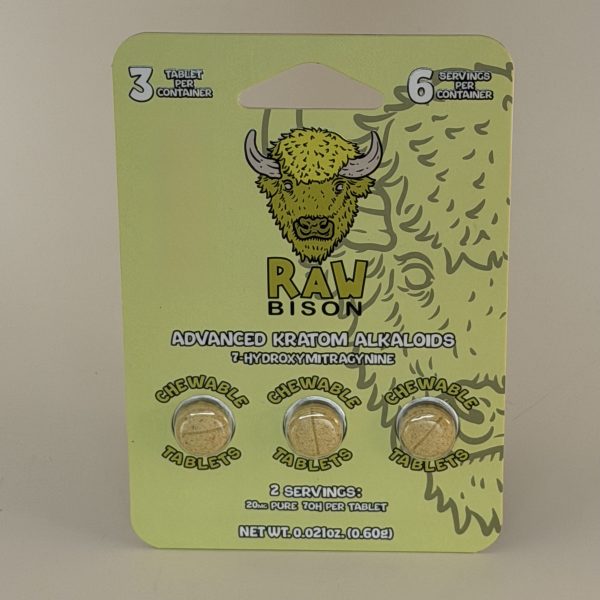 3 TABLET
PER
CONTAINER
6 SERVINGS
PER
CONTAINER
RAW
BISON
ADVANCED KRATOM ALKALOIDS
7-HYDROXYMITRAGYNINE
CHEWABLE CHEWABLE CHEWABLE
TABLETS TABLETS TABLETS
2 SERVINGS:
20MG PURE 7OH PER TABLET
NET WT. 0.021oz. (0.60g)